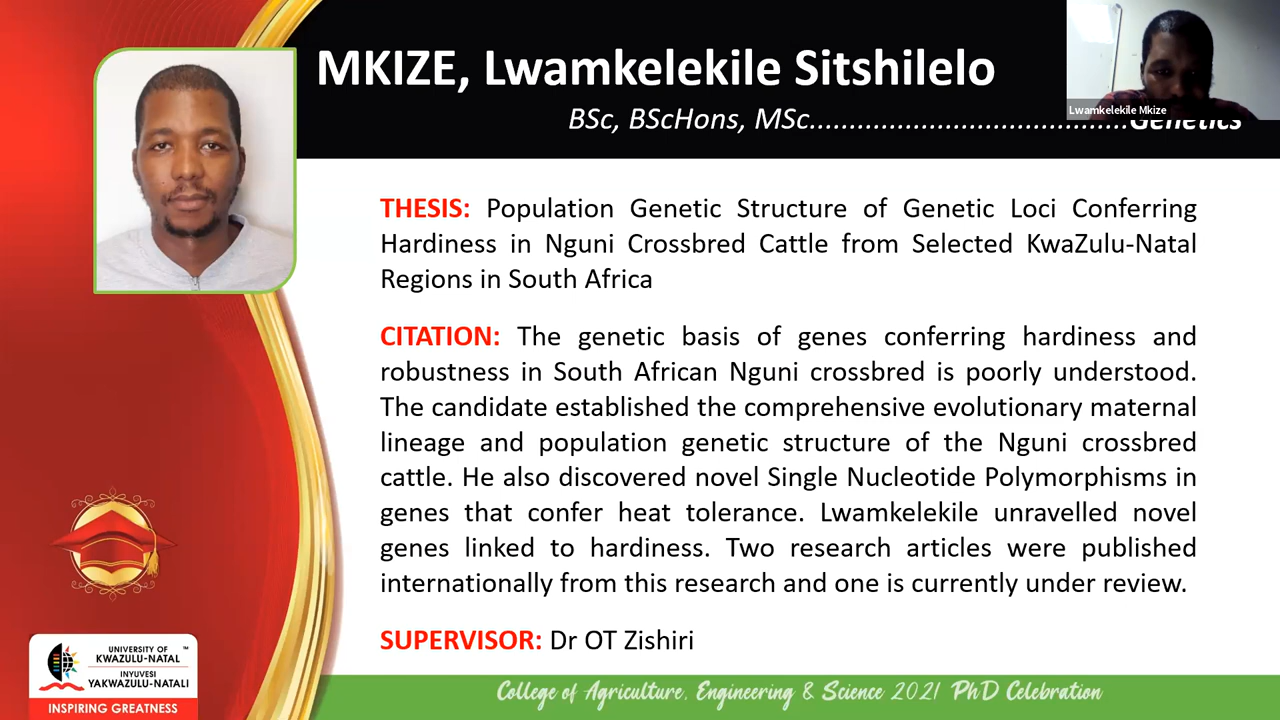 MKIZE, Lwamkelekile Sitshilelo
Lwamkelekile Mkize
BSc, BScHons, MSc........................................Genetics
THESIS: Population Genetic Structure of Genetic Loci Conferring
Hardiness in Nguni Crossbred Cattle from Selected KwaZulu-Natal
Regions in South Africa
CITATION: The genetic basis of genes conferring hardiness and
robustness in South African Nguni crossbred is poorly understood.
The candidate established the comprehensive evolutionary maternal
lineage and population genetic structure of the Nguni crossbred
cattle. He also discovered novel Single Nucleotide Polymorphisms in
genes that confer heat tolerance. Lwamkelekile unravelled novel
genes linked to hardiness. Two research articles were published
internationally from this research and one is currently under review.
SUPERVISOR: Dr OT Zishiri
UNIVERSITY OF ™
KWAZULU-NATAL
INYUVESI
YAKWAZULU-NATALI
INSPIRING GREATNESS
College of Agriculture, Engineering & Science 2021 PhD Celebration